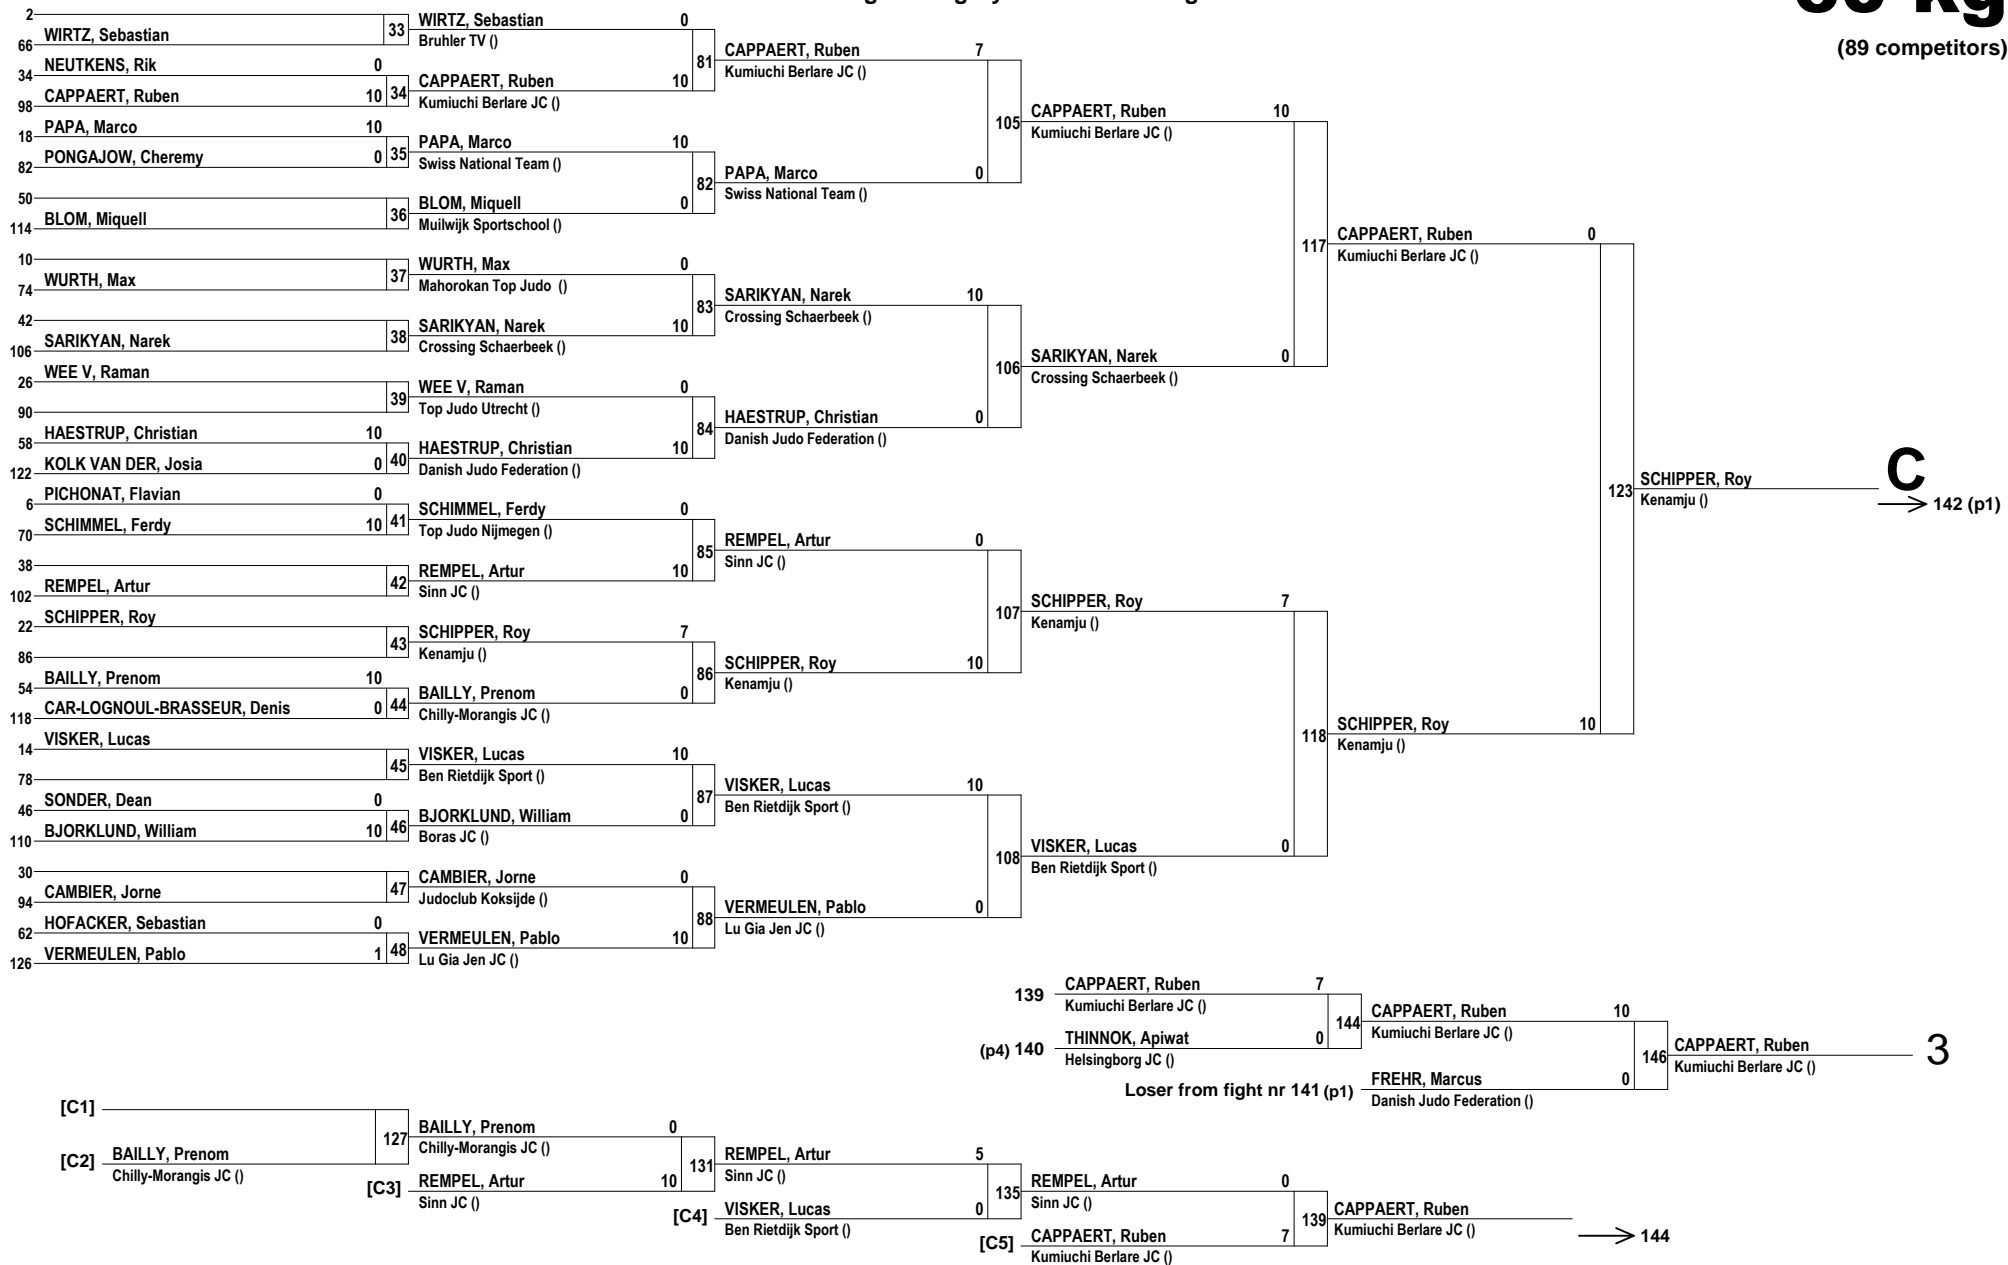 (89 competitors)
2
66
WIRTZ, Sebastian
33
34
NEUTKENS, Rik 0
98
CAPPAERT, Ruben 10
34
18
PAPA, Marco 10
82
PONGAJOW, Cheremy 0
35
50
114
BLOM, Miquell
36
10
74
WURTH, Max
37
42
106
SARIKYAN, Narek
38
26
WEE V, Raman
90
39
58
HAESTRUP, Christian 10
122
KOLK VAN DER, Josia 0
40
6
PICHONAT, Flavian 0
70
SCHIMMEL, Ferdy 10
41
38
102
REMPEL, Artur
42
22
SCHIPPER, Roy
86
43
54
BAILLY, Prenom 10
118
CAR-LOGNOUL-BRASSEUR, Denis 0
44
14
VISKER, Lucas
78
45
46
SONDER, Dean 0
110
BJORKLUND, William 10
46
30
94
CAMBIER, Jorne
47
62
HOFACKER, Sebastian 0
126
VERMEULEN, Pablo 1
48
WIRTZ, Sebastian 0
Bruhler TV ()
81
CAPPAERT, Ruben 10
Kumiuchi Berlare JC ()
PAPA, Marco 10
Swiss National Team ()
82
BLOM, Miquell 0
Muilwijk Sportschool ()
WURTH, Max 0
Mahorokan Top Judo ()
83
SARIKYAN, Narek 10
Crossing Schaerbeek ()
WEE V, Raman 0
Top Judo Utrecht ()
84
HAESTRUP, Christian 10
Danish Judo Federation ()
SCHIMMEL, Ferdy 0
Top Judo Nijmegen ()
85
REMPEL, Artur 10
Sinn JC ()
SCHIPPER, Roy 7
Kenamju ()
86
BAILLY, Prenom 0
Chilly-Morangis JC ()
VISKER, Lucas 10
Ben Rietdijk Sport ()
87
BJORKLUND, William 0
Boras JC ()
CAMBIER, Jorne 0
Judoclub Koksijde ()
88
VERMEULEN, Pablo 10
Lu Gia Jen JC ()
CAPPAERT, Ruben 7
Kumiuchi Berlare JC ()
105
PAPA, Marco 0
Swiss National Team ()
SARIKYAN, Narek 10
Crossing Schaerbeek ()
106
HAESTRUP, Christian 0
Danish Judo Federation ()
REMPEL, Artur 0
Sinn JC ()
107
SCHIPPER, Roy 10
Kenamju ()
VISKER, Lucas 10
Ben Rietdijk Sport ()
108
VERMEULEN, Pablo 0
Lu Gia Jen JC ()
CAPPAERT, Ruben 10
Kumiuchi Berlare JC ()
117
SARIKYAN, Narek 0
Crossing Schaerbeek ()
SCHIPPER, Roy 7
Kenamju ()
118
VISKER, Lucas 0
Ben Rietdijk Sport ()
CAPPAERT, Ruben 0
Kumiuchi Berlare JC ()
123
SCHIPPER, Roy 10
Kenamju ()
SCHIPPER, Roy
Kenamju ()
C
142 (p1)
139
CAPPAERT, Ruben 7
Kumiuchi Berlare JC ()
144
(p4) 140
THINNOK, Apiwat 0
Helsingborg JC ()
CAPPAERT, Ruben 10
Kumiuchi Berlare JC ()
146
Loser from fight nr 141 (p1)
FREHR, Marcus 0
Danish Judo Federation ()
CAPPAERT, Ruben
Kumiuchi Berlare JC ()
3
[C1]
127
[C2]
BAILLY, Prenom
Chilly-Morangis JC ()
BAILLY, Prenom 0
Chilly-Morangis JC ()
131
[C3]
REMPEL, Artur 10
Sinn JC ()
REMPEL, Artur 5
Sinn JC ()
135
[C4]
VISKER, Lucas 0
Ben Rietdijk Sport ()
REMPEL, Artur 0
Sinn JC ()
139
[C5]
CAPPAERT, Ruben 7
Kumiuchi Berlare JC ()
CAPPAERT, Ruben
Kumiuchi Berlare JC ()
144